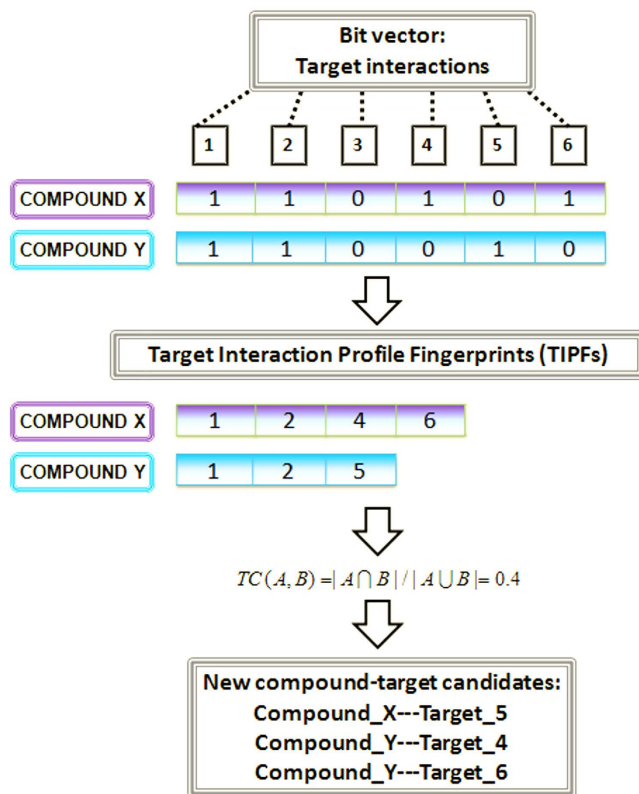 Bit vector:
Target interactions
1 2 3 4 5 6
COMPOUND X 1 1 0 1 0 1
COMPOUND Y 1 1 0 0 1 0
Target Interaction Profile Fingerprints (TIPFs)
COMPOUND X 1 2 4 6
COMPOUND Y 1 2 5
TC(A,B)=|A⋂B|/|A⋃B|=0.4
New compound-target candidates:
Compound_X---Target_5
Compound_Y---Target_4
Compound_Y---Target_6